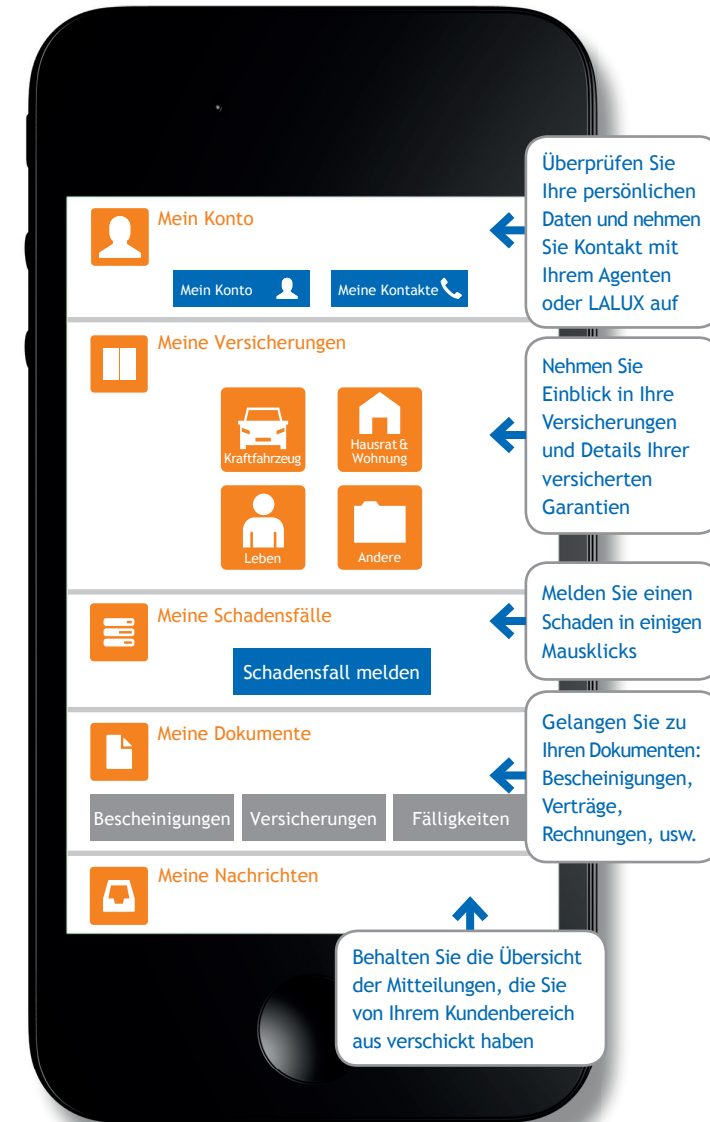 Mein Konto
Mein Konto
Meine Kontakte
Überprüfen Sie
Ihre persönlichen
Daten und nehmen
Sie Kontakt mit
Ihrem Agenten
oder LALUX auf
Meine Versicherungen
Kraftfahrzeug
Hausrat &
Wohnung
Leben
Andere
Nehmen Sie
Einblick in Ihre
Versicherungen
und Details Ihrer
versicherten
Garantien
Meine Schadensfälle
Schadensfall melden
Melden Sie einen
Schaden in einigen
Mausklicks
Meine Dokumente
Bescheinigungen
Versicherungen
Fälligkeiten
Gelangen Sie zu
Ihren Dokumenten:
Bescheinigungen,
Verträge,
Rechnungen, usw.
Meine Nachrichten
Behalten Sie die Übersicht
der Mitteilungen, die Sie
von Ihrem Kundenbereich
aus verschickt haben